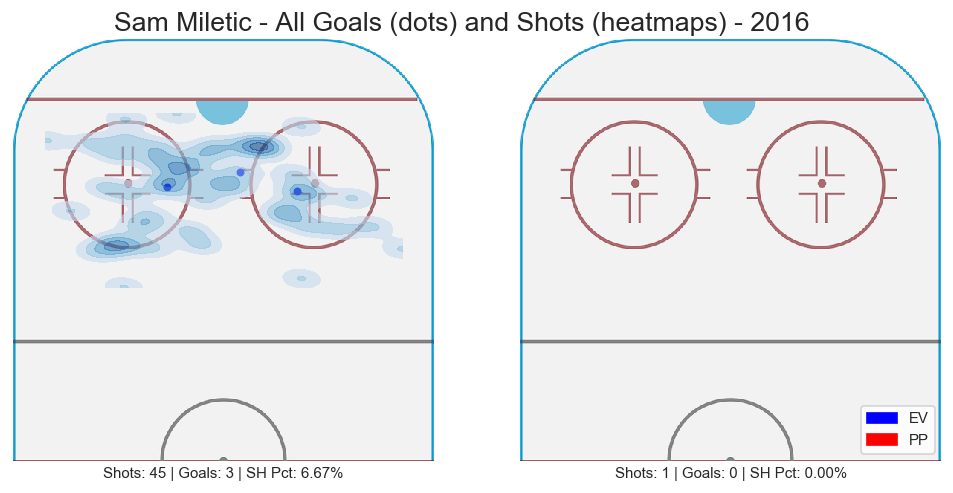 Sam Miletic - All Goals (dots) and Shots (heatmaps) - 2016
EV
PP
Shots: 45 | Goals: 3 | SH Pct: 6.67%
Shots: 1 | Goals: 0 | SH Pct: 0.00%